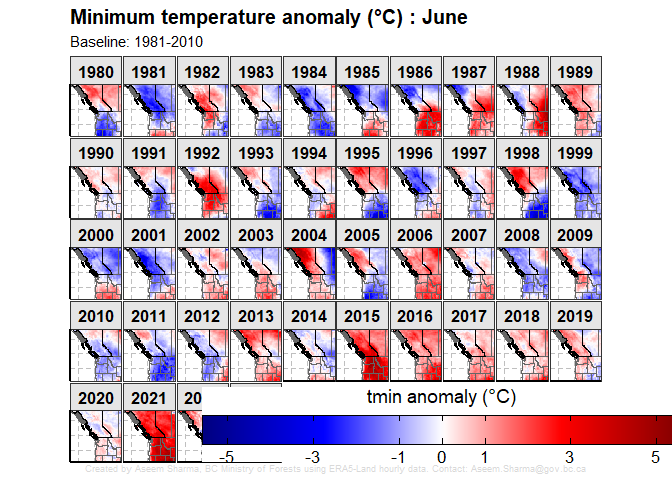 Minimum temperature anomaly (°C) : June
Baseline: 1981-2010
1980 1981 1982 1983 1984 1985 1986 1987 1988 1989
1990 1991 1992 1993 1994 1995 1996 1997 1998 1999
2000 2001 2002 2003 2004 2005 2006 2007 2008 2009
2010 2011 2012 2013 2014 2015 2016 2017 2018 2019
2020 2021 20
tmin anomaly (°C)
-5 -3 -1 0 1 3 5
Created by Aseem Sharma, BC Ministry of Forests using ERA5-Land hourly data. Contact: Aseem.Sharma@gov.bc.ca